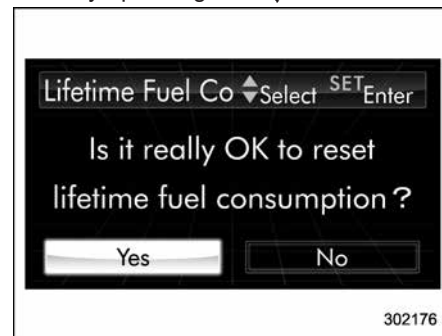 Lifetime Fuel Co Select SET Enter
Is it really OK to reset
lifetime fuel consumption?
Yes No
302176